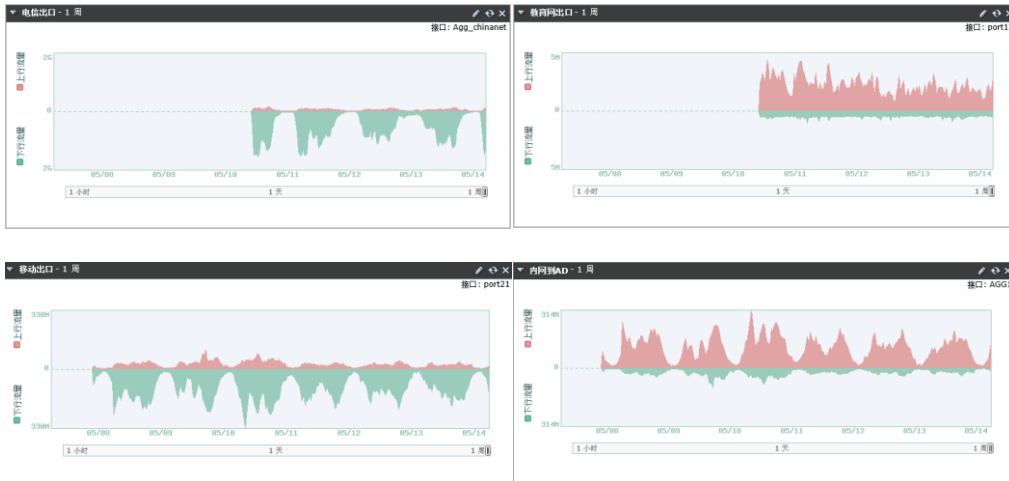 电信出口 - 1 周
接口: Agg_chinanet
上行流量
下行流量
2G
0
2G
05/08 05/09 05/10 05/11 05/12 05/13 05/14
1 小时 1 天 1 周
教育网出口 - 1 周
接口: port1
上行流量
下行流量
5M
0
5M
05/08 05/09 05/10 05/11 05/12 05/13 05/14
1 小时 1 天 1 周
移动出口 - 1 周
接口: port21
上行流量
下行流量
330M
0
330M
05/08 05/09 05/10 05/11 05/12 05/13 05/14
1 小时 1 天 1 周
内网到AD - 1 周
接口: AGG
上行流量
下行流量
314M
0
314M
05/08 05/09 05/10 05/11 05/12 05/13 05/14
1 小时 1 天 1 周